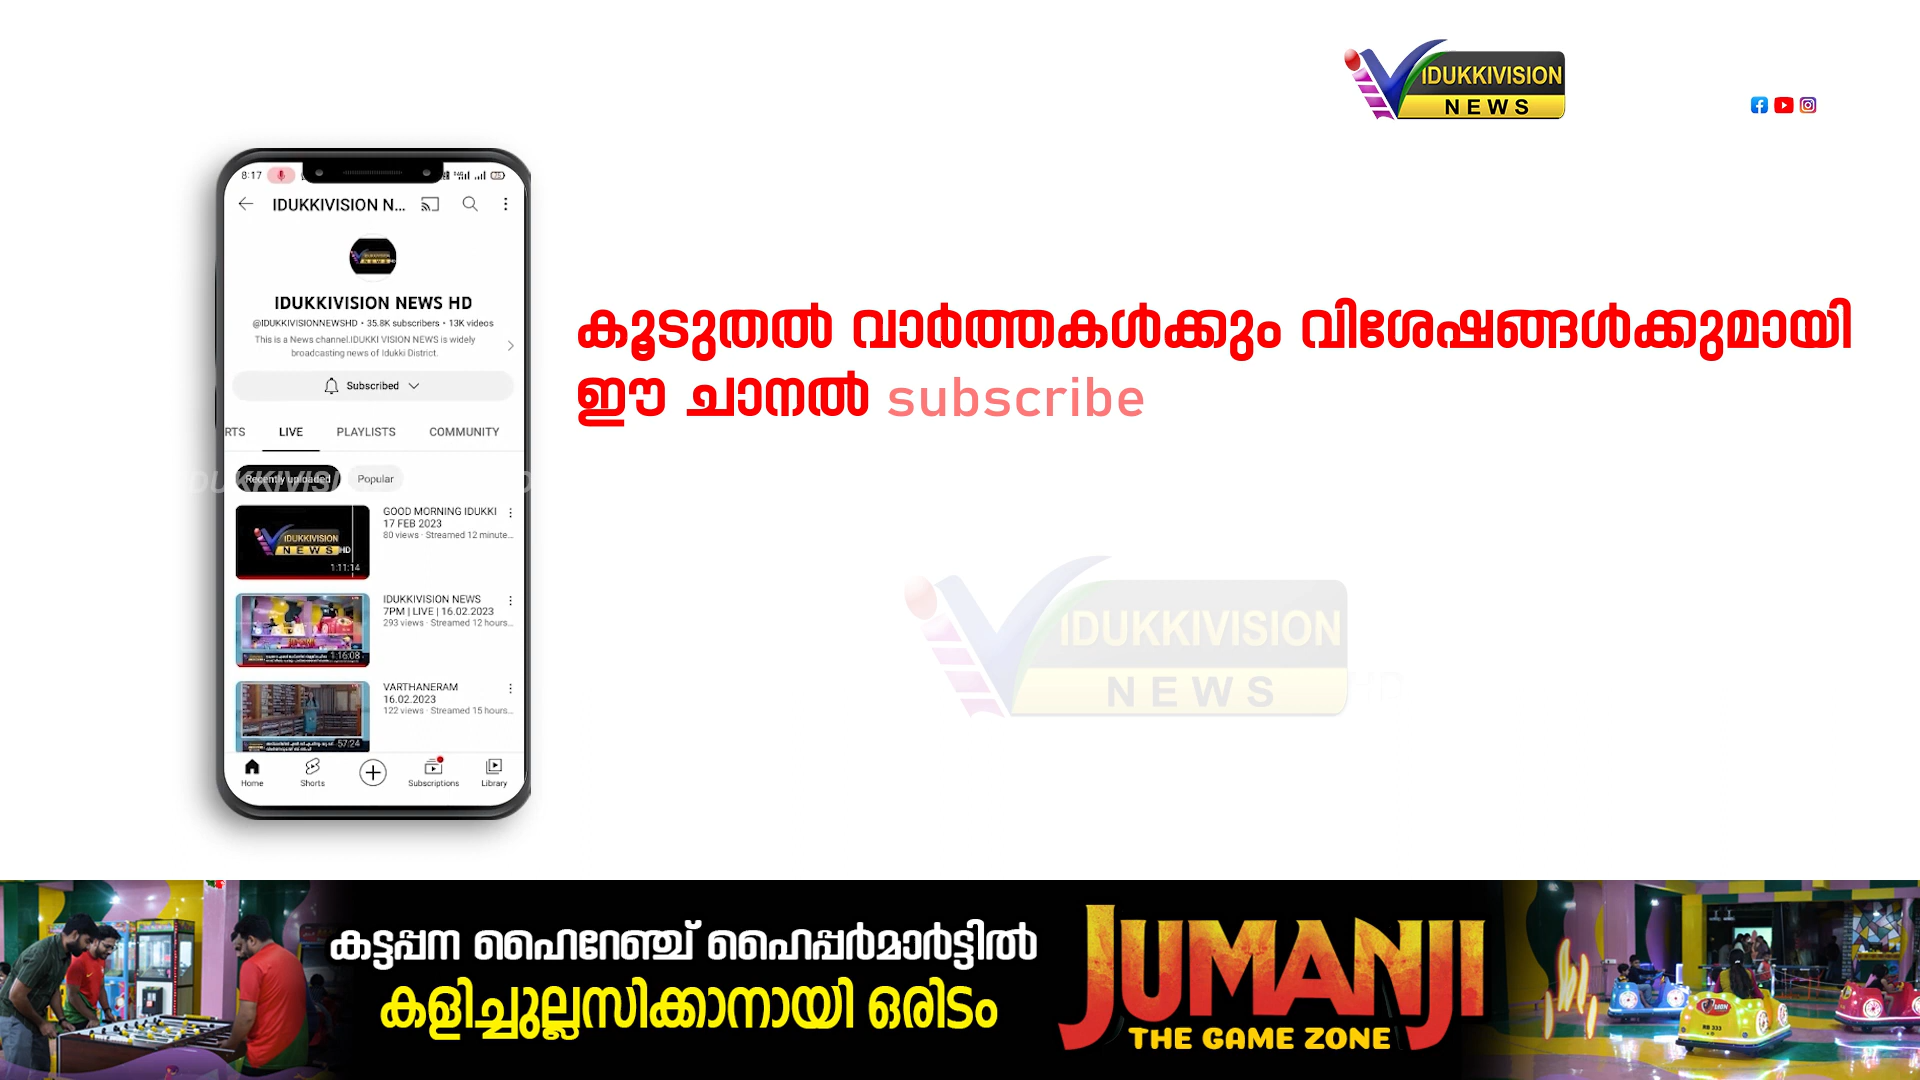 IDUKKIVISION
NEWS
8:17
IDUKKIVISION N...
IDUKKIVISION NEWS HD
@IDUKKIVISIONNEWSHD • 35.8K subscribers • 13K videos
This is a News channel.IDUKKI VISION NEWS is widely
broadcasting news of Idukki District.
Subscribed
RTS LIVE PLAYLISTS COMMUNITY
Recently uploaded Popular
IDUKKIVISION
NEWS HD
1:11:14
GOOD MORNING IDUKKI
17 FEB 2023
80 views · Streamed 12 minute...
JUMANJI
1:16:08
IDUKKIVISION NEWS
7PM | LIVE | 16.02.2023
293 views · Streamed 12 hours...
57:24
VARTHANERAM
16.02.2023
122 views · Streamed 15 hours...
Home Shorts Subscriptions Library
കൂടുതൽ വാർത്തകൾക്കും വിശേഷങ്ങൾക്കുമായി
ഈ ചാനൽ subscribe
IDUKKIVISION
NEWS HD
കട്ടപ്പന ഹൈറേഞ്ച് ഹൈപ്പർമാർട്ടിൽ
കളിച്ചുല്ലസിക്കാനായി ഒരിടം
JUMANJI
THE GAME ZONE
RB 333